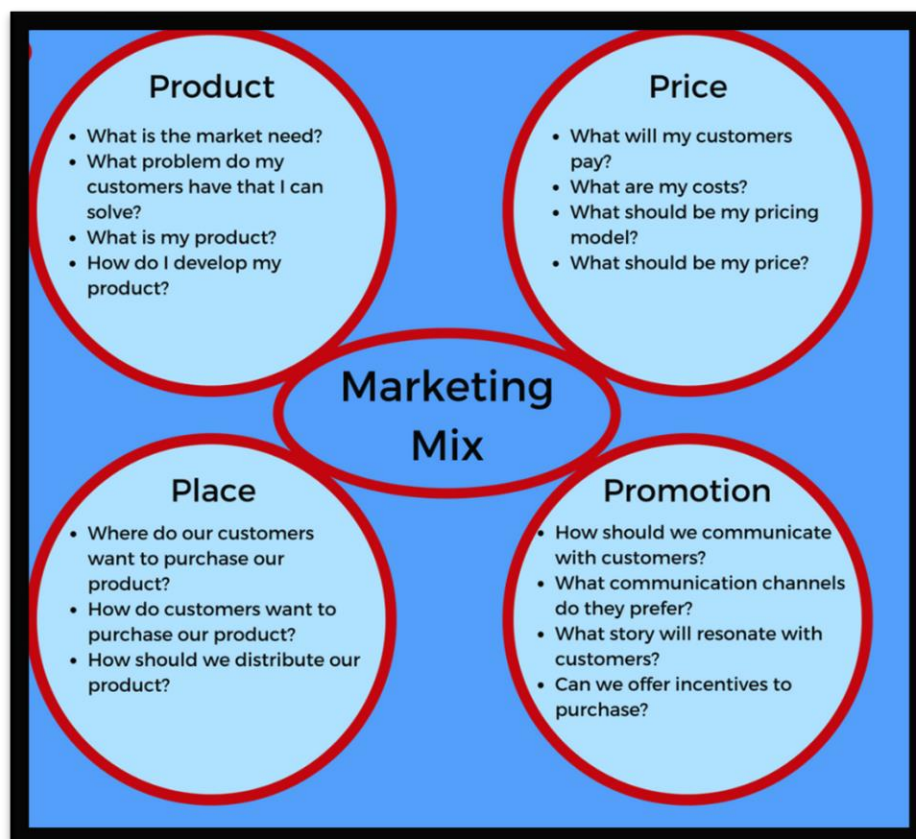 Product
• What is the market need?
• What problem do my
customers have that I can
solve?
• What is my product?
• How do I develop my
product?
Price
• What will my customers
pay?
• What are my costs?
• What should be my pricing
model?
• What should be my price?
Marketing
Mix
Place
• Where do our customers
want to purchase our
product?
• How do customers want to
purchase our product?
• How should we distribute our
product?
Promotion
• How should we communicate
with customers?
• What communication channels
do they prefer?
• What story will resonate with
customers?
• Can we offer incentives to
purchase?